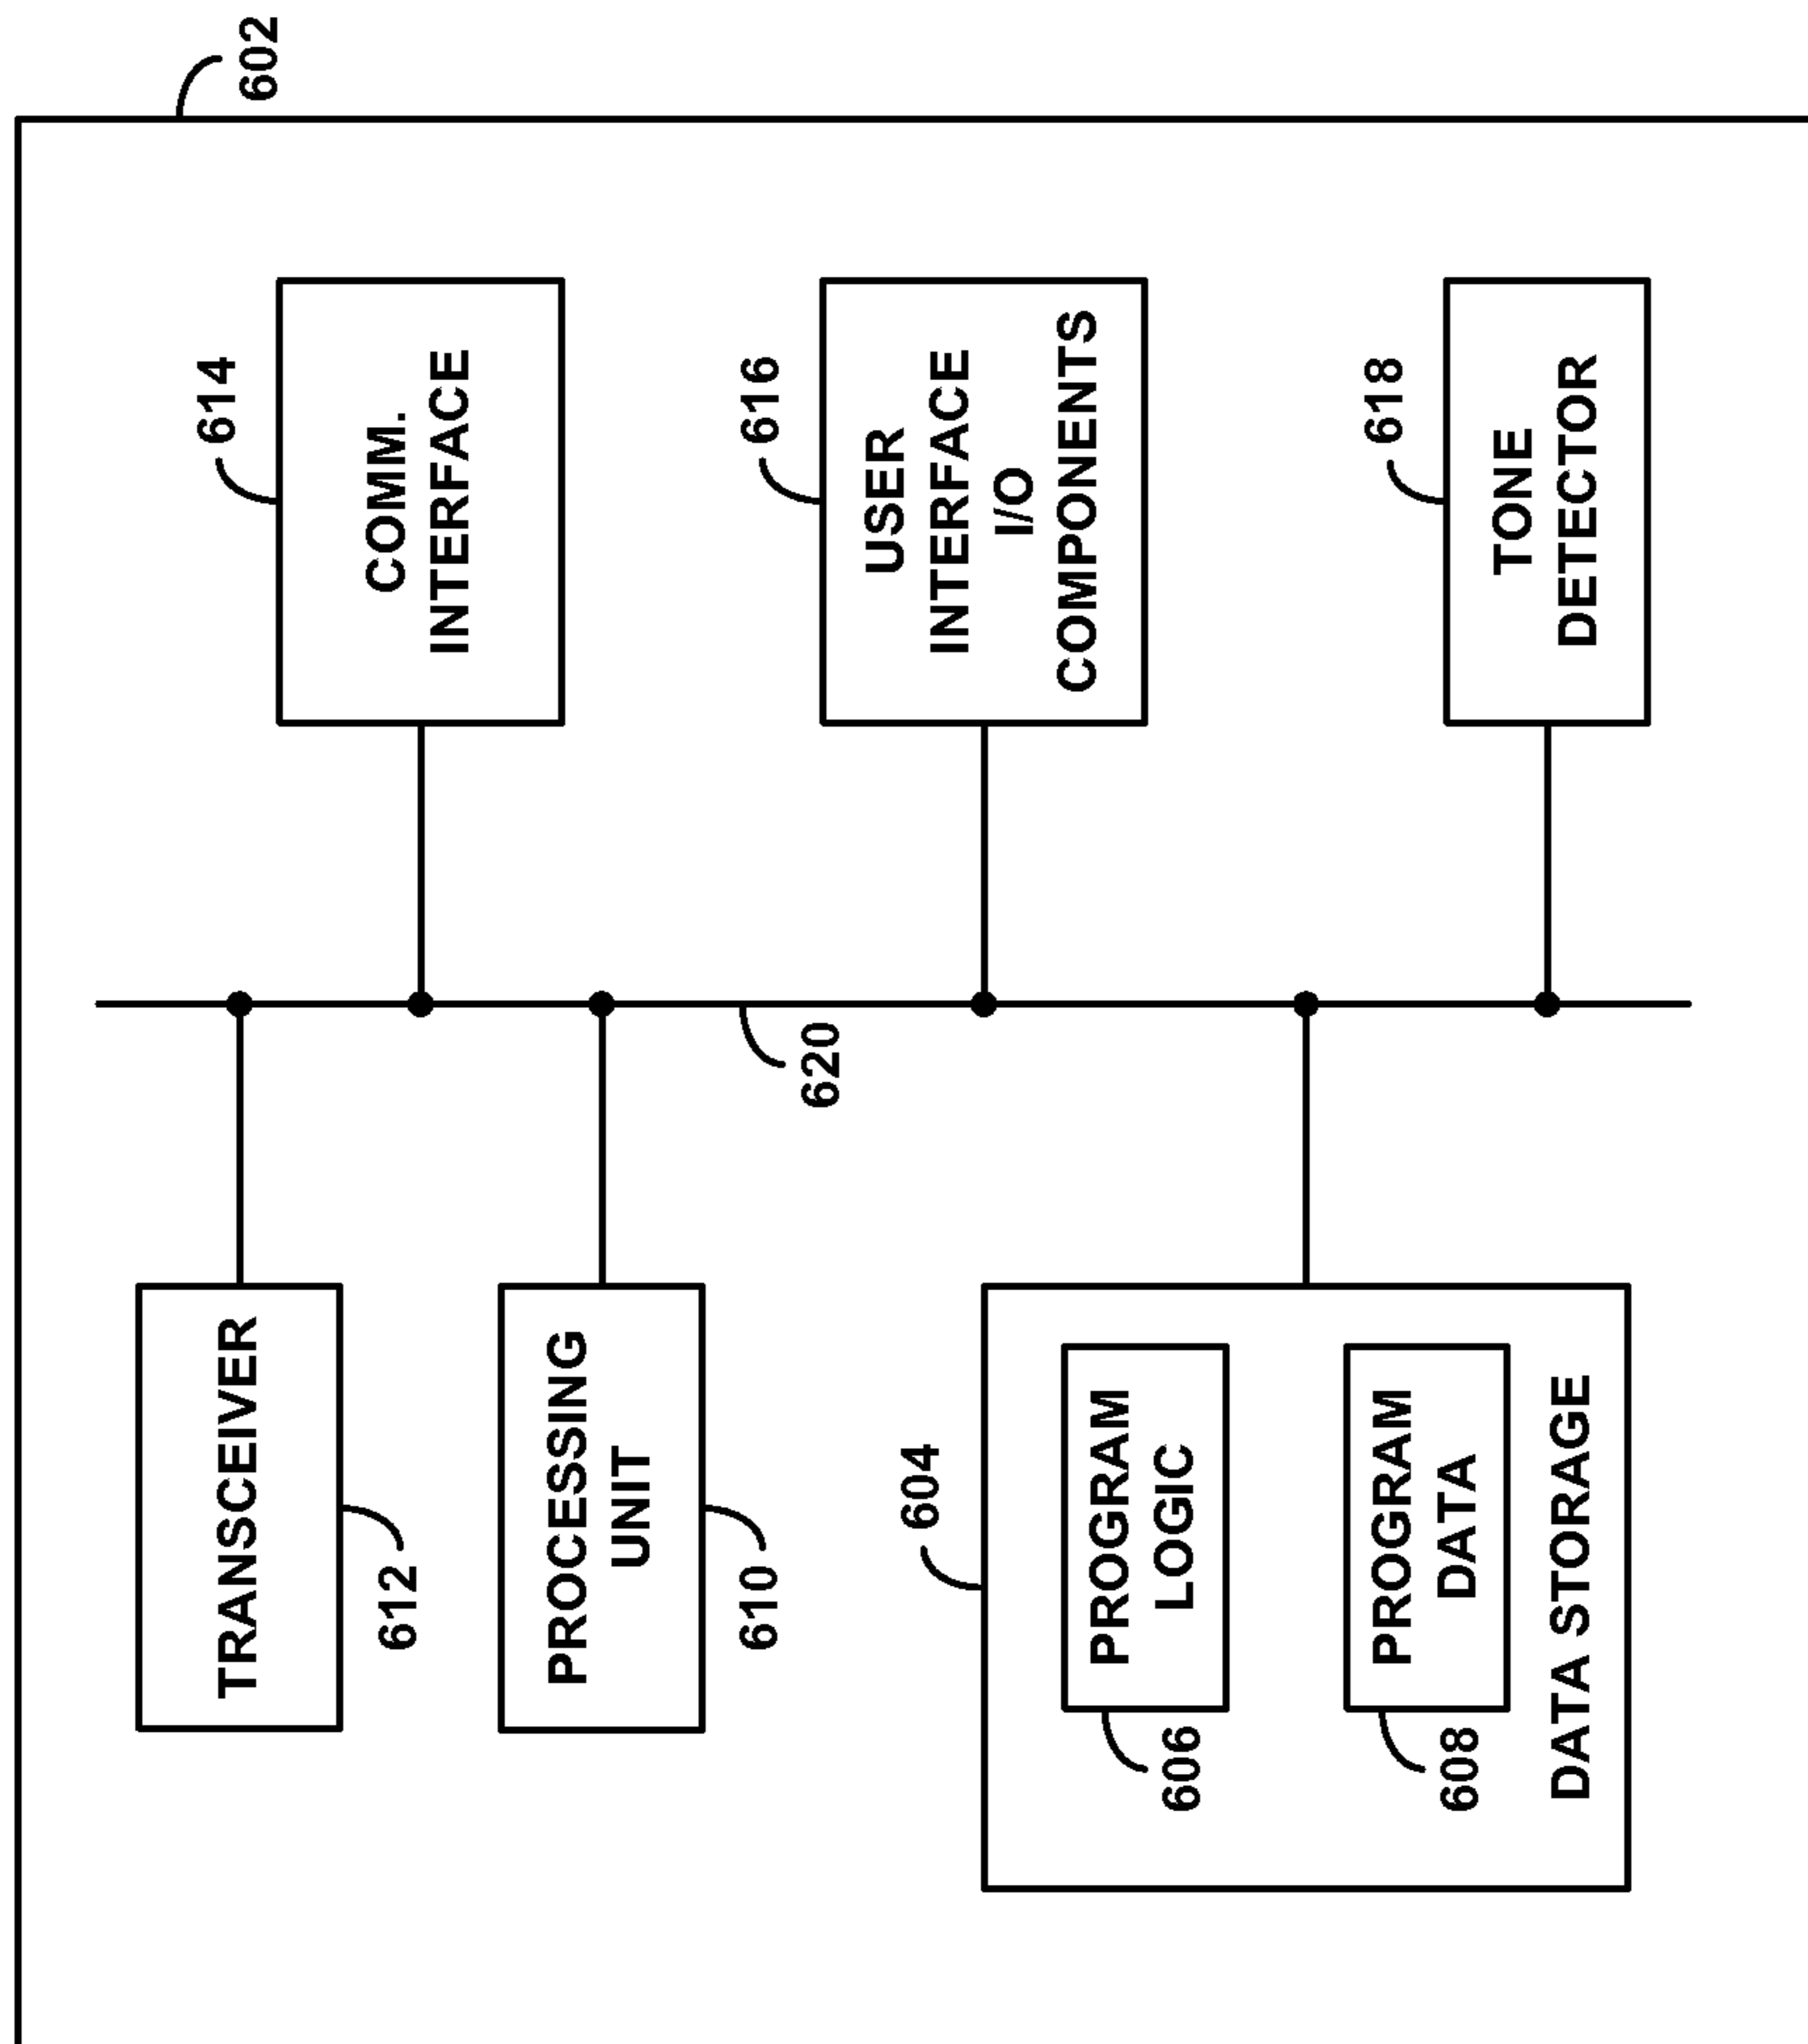 602
614
COMM.
INTERFACE
616
USER
INTERFACE
I/O
COMPONENTS
618
TONE
DETECTOR
620
TRANSCEIVER
612
PROCESSING
UNIT
610
604
PROGRAM
LOGIC
606
PROGRAM
DATA
608
DATA STORAGE